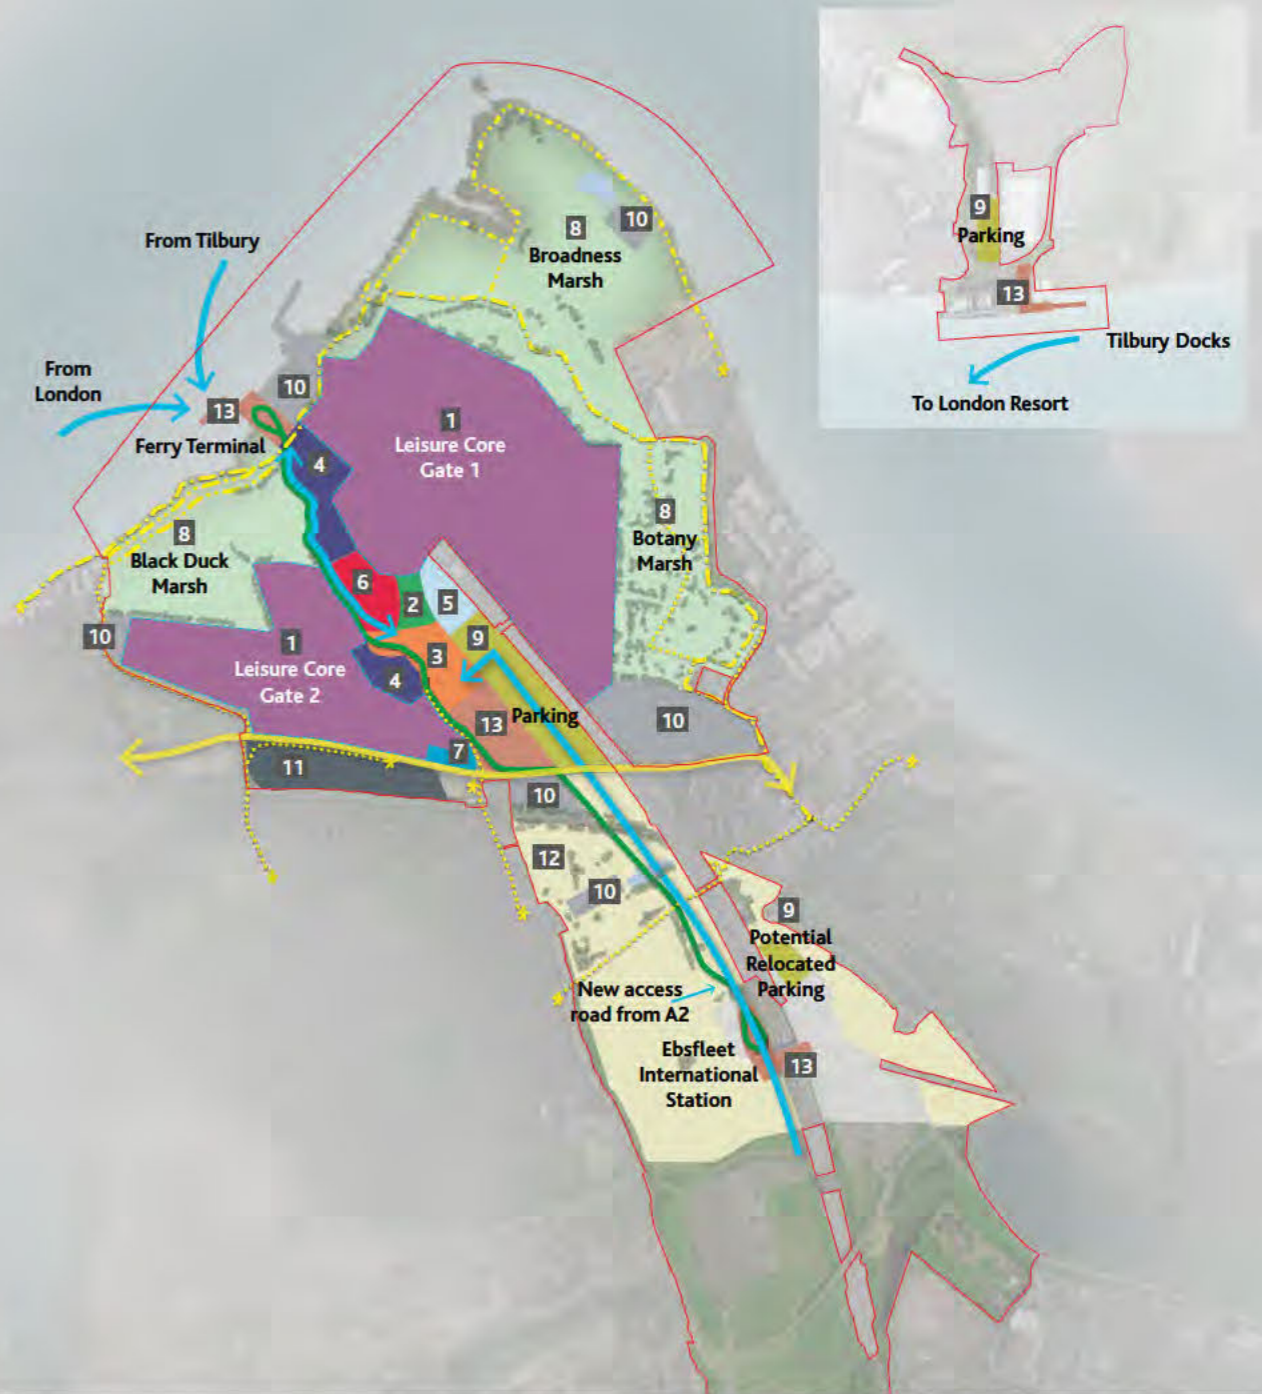 9
Parking
13
Tilbury Docks
To London Resort
8
Broadness
Marsh
10
From Tilbury
From
London
13
10
Ferry Terminal
1
Leisure Core
Gate 1
4
8
Black Duck
Marsh
8
Botany
Marsh
6
2
5
10
1
Leisure Core
Gate 2
9
3
4
13
Parking
10
7
11
10
12
10
9
Potential
Relocated
Parking
New access
road from A2
Ebsfleet
International
Station
13